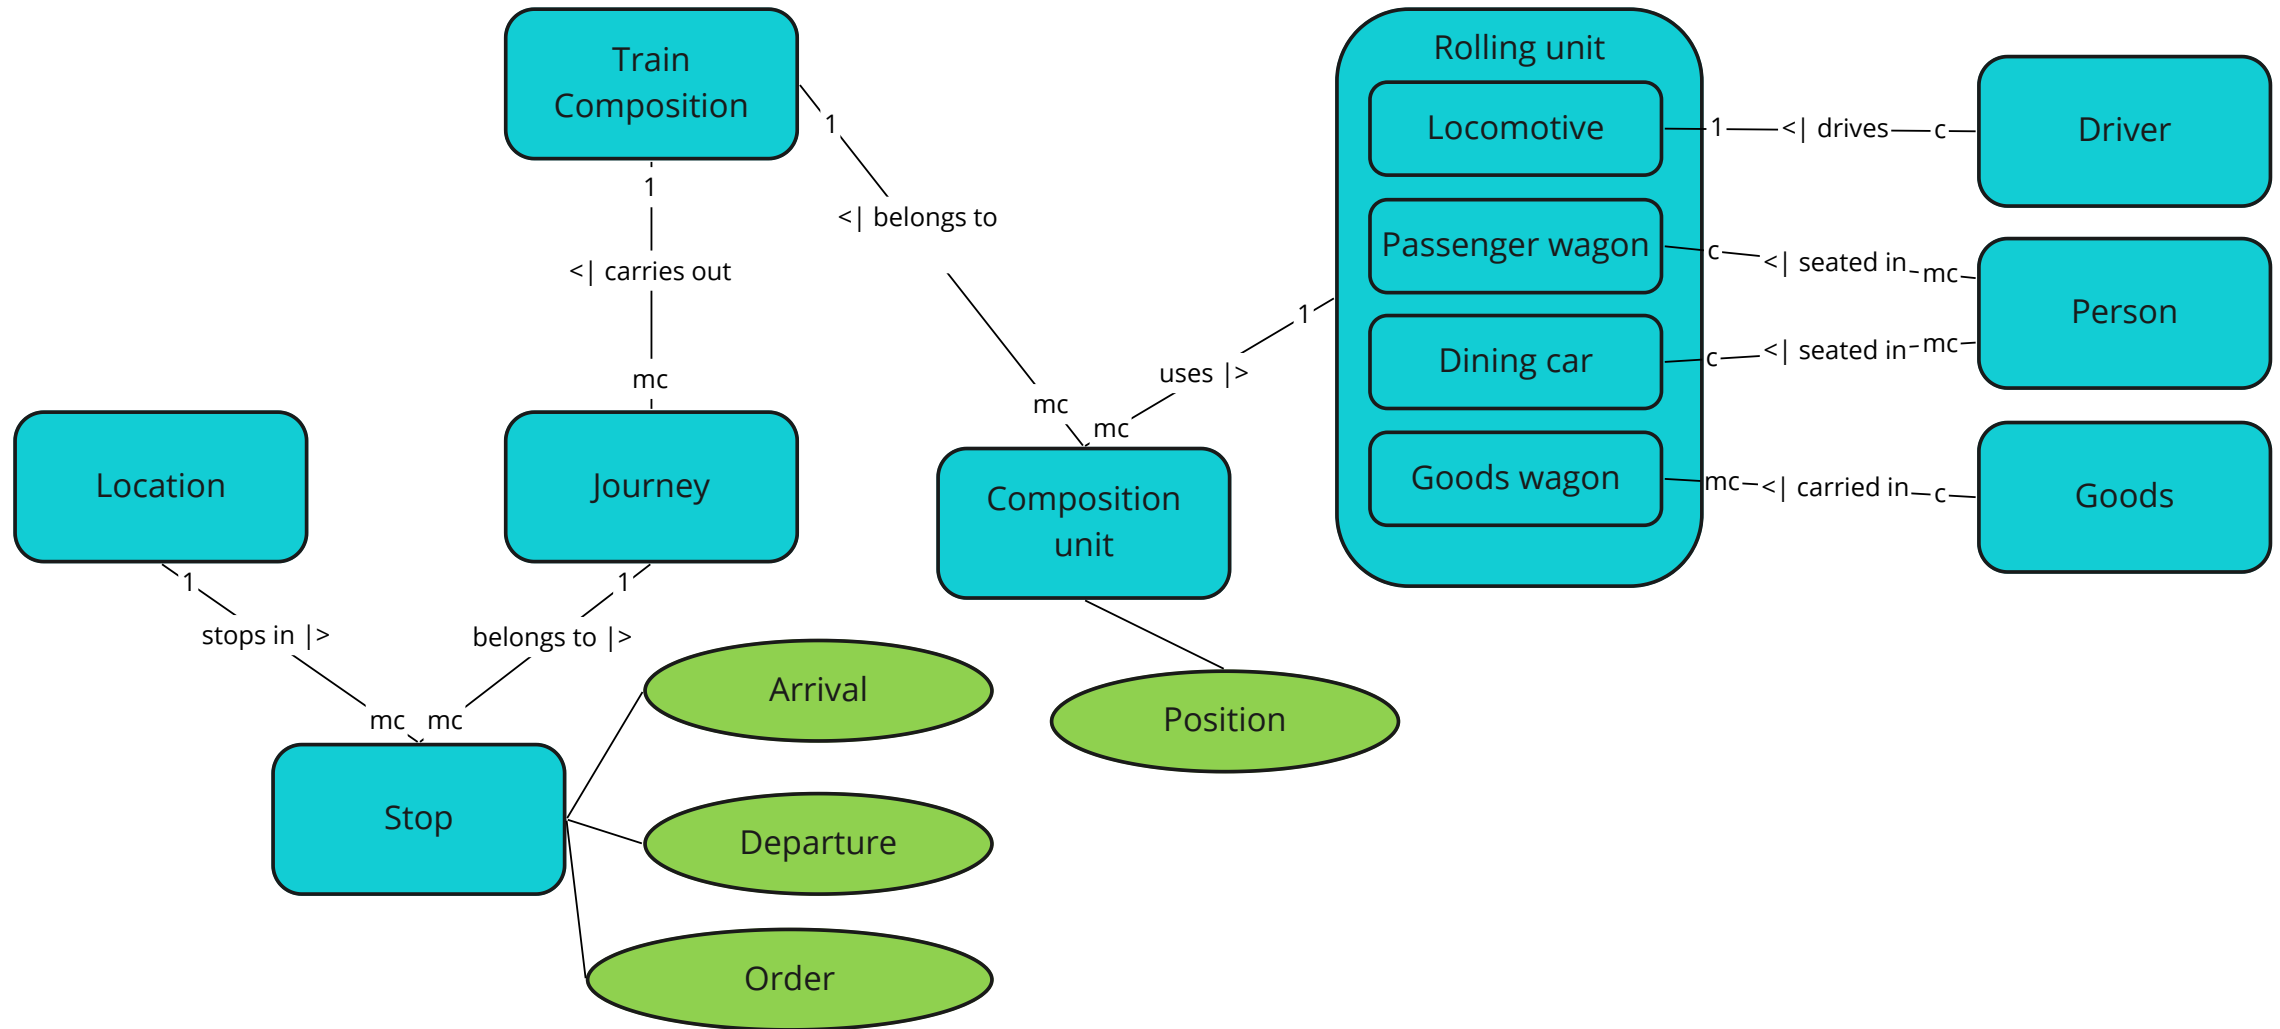 Train
Composition
Rolling unit
Locomotive
1
<| drives
c
Driver
1
1
<| belongs to
Passenger wagon
c
<| seated in
mc
Person
<| carries out
1
uses |>
Dining car
c
<| seated in
mc
mc
mc
mc
Location
Journey
Composition
unit
Goods wagon
mc
<| carried in
c
Goods
1
1
stops in |>
belongs to |>
mc
mc
Arrival
Position
Stop
Departure
Order